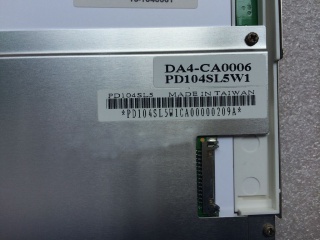 DA4-CA0006
PD104SL5W1
PD104SL5 MADE IN TAIWAN
*PD104SL5W1CA00000209A*